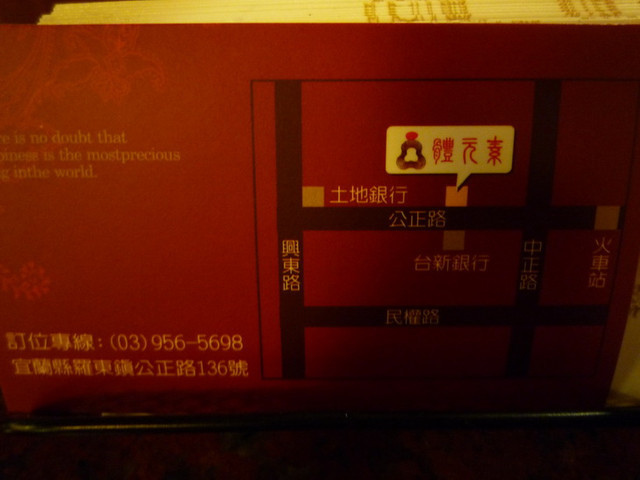 re is no doubt that
piness is the mostprecious
g inthe world.
體元素
土地銀行
公正路
台新銀行
興東路
中正路
火車站
民權路
訂位專線:(03)956-5698
宜蘭縣羅東鎮公正路136號